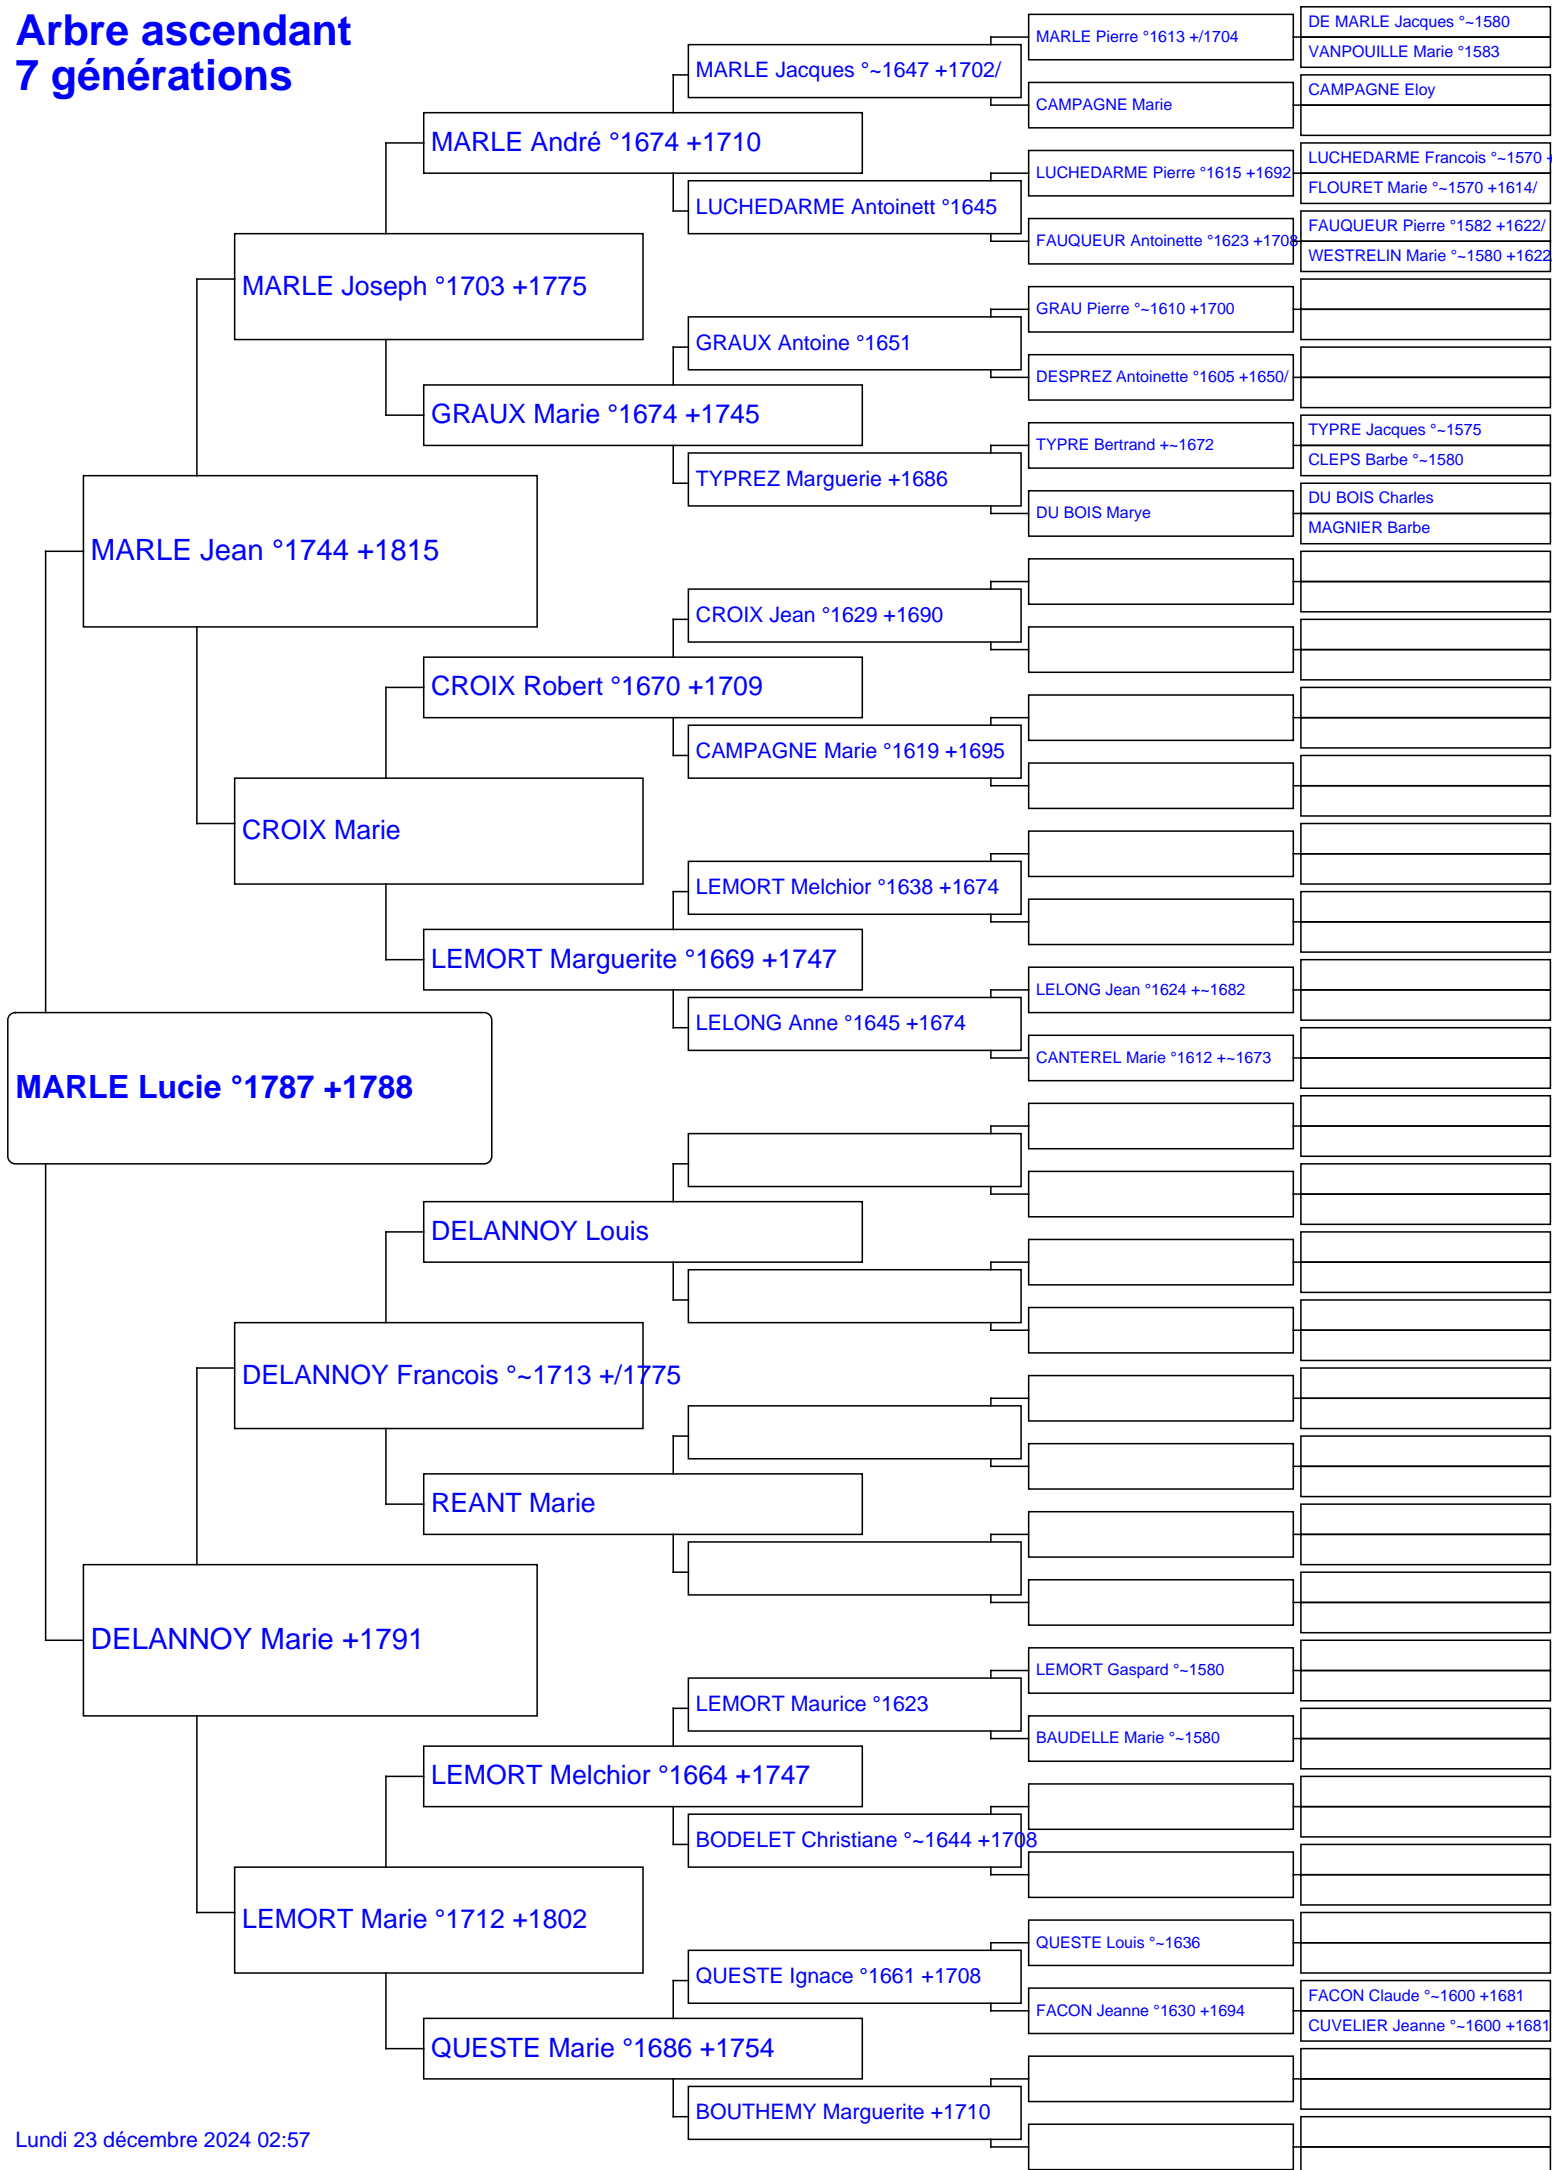 Arbre ascendant
7 générations
MARLE Lucie °1787 +1788
MARLE Jean °1744 +1815
DELANNOY Marie +1791
MARLE Joseph °1703 +1775
CROIX Marie
DELANNOY Francois °~1713 +/1775
LEMORT Marie °1712 +1802
MARLE André °1674 +1710
GRAUX Marie °1674 +1745
CROIX Robert °1670 +1709
LEMORT Marguerite °1669 +1747
DELANNOY Louis
REANT Marie
LEMORT Melchior °1664 +1747
QUESTE Marie °1686 +1754
MARLE Jacques °~1647 +1702/
LUCHEDARME Antoinett °1645
GRAUX Antoine °1651
TYPREZ Marguerie +1686
CROIX Jean °1629 +1690
CAMPAGNE Marie °1619 +1695
LEMORT Melchior °1638 +1674
LELONG Anne °1645 +1674
LEMORT Maurice °1623
BODELET Christiane °~1644 +1708
QUESTE Ignace °1661 +1708
BOUTHEMY Marguerite +1710
MARLE Pierre °1613 +/1704
CAMPAGNE Marie
LUCHEDARME Pierre °1615 +1692
FAUQUEUR Antoinette °1623 +1708
GRAU Pierre °~1610 +1700
DESPREZ Antoinette °1605 +1650/
TYPRE Bertrand +~1672
DU BOIS Marye
LELONG Jean °1624 +~1682
CANTEREL Marie °1612 +~1673
LEMORT Gaspard °~1580
BAUDELLE Marie °~1580
QUESTE Louis °~1636
FACON Jeanne °1630 +1694
DE MARLE Jacques °~1580
VANPOUILLE Marie °1583
CAMPAGNE Eloy
LUCHEDARME Francois °~1570 +
FLOURET Marie °~1570 +1614/
FAUQUEUR Pierre °1582 +1622/
WESTRELIN Marie °~1580 +1622
TYPRE Jacques °~1575
CLEPS Barbe °~1580
DU BOIS Charles
MAGNIER Barbe
FACON Claude °~1600 +1681
CUVELIER Jeanne °~1600 +1681
Lundi 23 décembre 2024 02:57